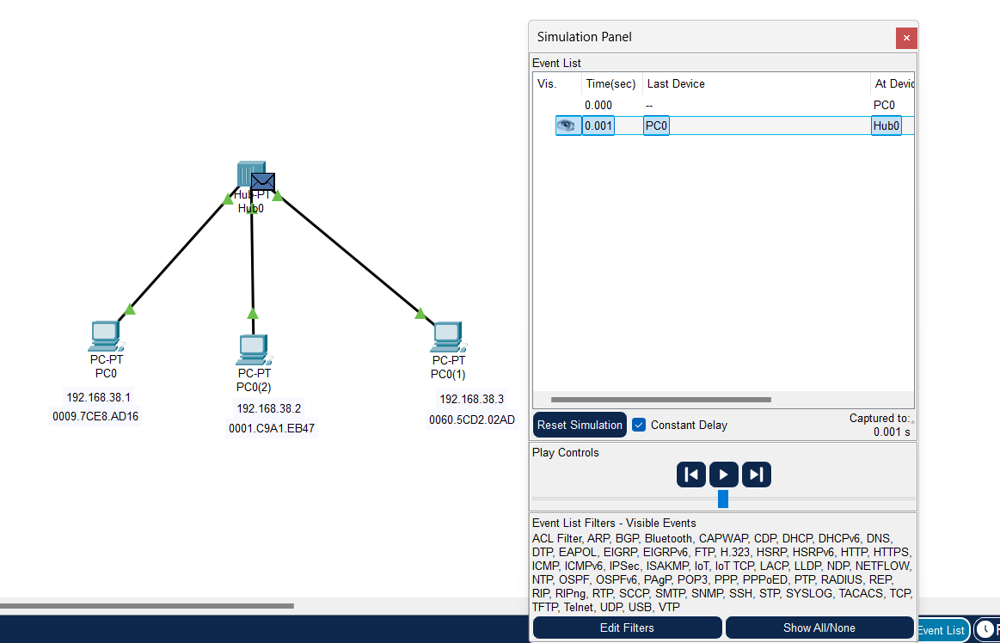 Simulation Panel
Event List
Vis. Time(sec) Last Device At Devic
0.000 -- PC0
0.001 PC0 Hub0
Hub-PT
Hub0
PC-PT
PC0
192.168.38.1
0009.7CE8.AD16
PC-PT
PC0(2)
192.168.38.2
0001.C9A1.EB47
PC-PT
PC0(1)
192.168.38.3
0060.5CD2.02AD
Reset Simulation Constant Delay Captured to:
0.001 s
Play Controls
Event List Filters - Visible Events
ACL Filter, ARP, BGP, Bluetooth, CAPWAP, CDP, DHCP, DHCPv6, DNS,
DTP, EAPOL, EIGRP, EIGRPv6, FTP, H.323, HSRP, HSRPv6, HTTP, HTTPS,
ICMP, ICMPv6, IPSec, ISAKMP, IoT, IoT TCP, LACP, LLDP, NDP, NETFLOW,
NTP, OSPF, OSPFv6, PAgP, POP3, PPP, PPPoED, PTP, RADIUS, REP,
RIP, RIPng, RTP, SCCP, SMTP, SNMP, SSH, STP, SYSLOG, TACACS, TCP,
TFTP, Telnet, UDP, USB, VTP
Edit Filters Show All/None
Event List